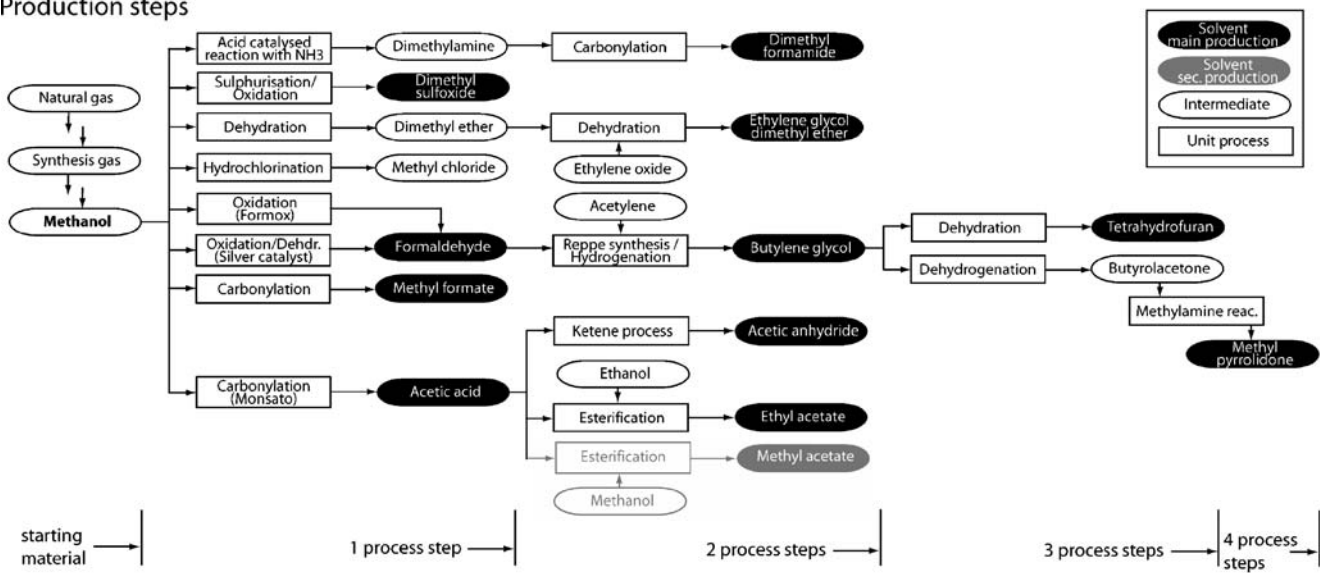 Production steps
Solvent
main production
Solvent
sec. production
Intermediate
Unit process
Natural gas
Synthesis gas
Methanol
Acid catalysed
reaction with NH3
Dimethylamine
Carbonylation
Dimethyl
formamide
Sulphurisation/
Oxidation
Dimethyl
sulfoxide
Dehydration
Dimethyl ether
Dehydration
Ethylene glycol
dimethyl ether
Hydrochlorination
Methyl chloride
Ethylene oxide
Oxidation
(Formox)
Acetylene
Oxidation/Dehdr.
(Silver catalyst)
Formaldehyde
Reppe synthesis /
Hydrogenation
Butylene glycol
Dehydration
Tetrahydrofuran
Dehydrogenation
Butyrolacetone
Methylamine reac.
Methyl
pyrrolidone
Carbonylation
Methyl formate
Ketene process
Acetic anhydride
Carbonylation
(Monsato)
Acetic acid
Ethanol
Esterification
Ethyl acetate
Esterification
Methyl acetate
Methanol
starting
material
1 process step
2 process steps
3 process steps
4 process
steps